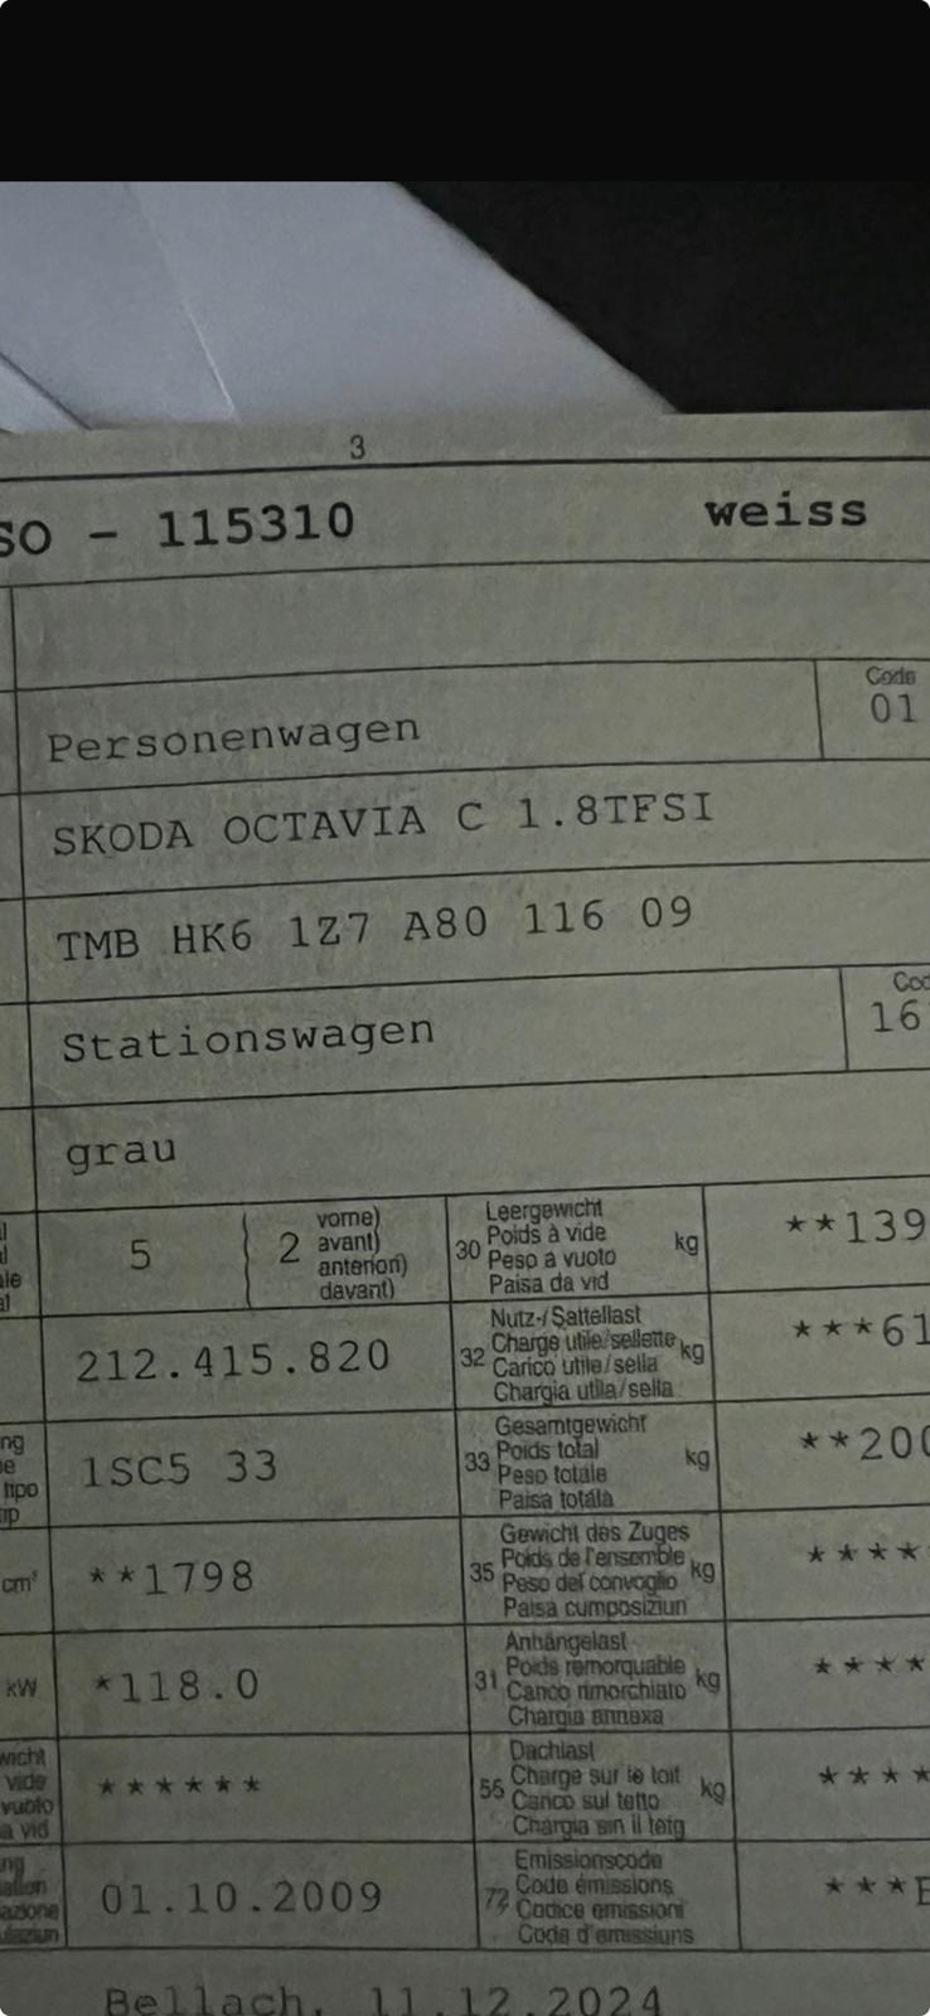 3
SO - 115310 weiss
Code
Personenwagen 01
SKODA OCTAVIA C 1.8TFSI
TMB HK6 1Z7 A80 116 09
Stationswagen 16
grau
5 2 vorne)
avant)
anteriori)
davant)
30 Leergewicht
Poids à vide
Peso a vuoto
Paisa da vid
kg **139
212.415.820
32 Nutz-/Sattellast
Charge utile/sellette
Carico utile/sella
Chargia utila/sella
kg ***61
1SC5 33
33 Gesamtgewicht
Poids total
Peso totale
Paisa totala
kg **200
cm³ **1798
35 Gewicht des Zuges
Poids de l'ensemble
Peso del convoglio
Paisa cumposiziun
kg ****
kW *118.0
31 Anhängelast
Poids remorquable
rimorchiato
Chargia annexa
kg ****
******
55 Dachlast
Charge sur le toit
Carico sul tetto
Chargia sin il tetg
kg ****
01.10.2009
72 Emissionscode
Code émissions
Codice emissioni
Coda d'emissiuns
***
Bellach, 11.12.2024